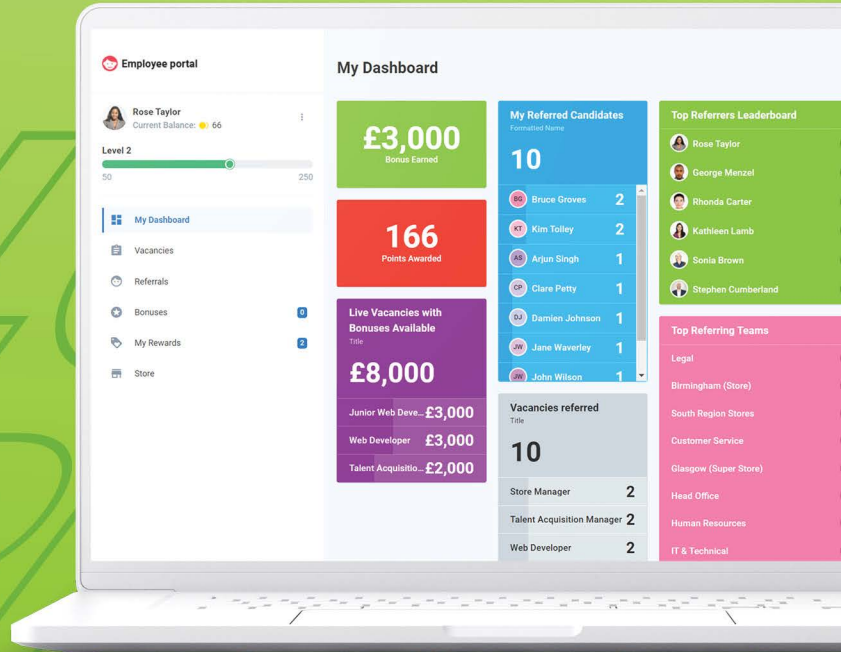 Employee portal
Rose Taylor
Current Balance: 66
Level 2
50 250
My Dashboard
Vacancies
Referrals
Bonuses 0
My Rewards 2
Store
My Dashboard
£3,000
Bonus Earned
166
Points Awarded
Live Vacancies with
Bonuses Available
Title
£8,000
Junior Web Deve... £3,000
Web Developer £3,000
Talent Acquisitio... £2,000
My Referred Candidates
Formatted Name
10
BG Bruce Groves 2
KT Kim Tolley 2
AS Arjun Singh 1
CP Clare Petty 1
DJ Damien Johnson 1
JW Jane Waverley 1
JW John Wilson 1
Vacancies referred
Title
10
Store Manager 2
Talent Acquisition Manager 2
Web Developer 2
Top Referrers Leaderboard
Rose Taylor
George Menzel
Rhonda Carter
Kathleen Lamb
Sonia Brown
Stephen Cumberland
Top Referring Teams
Legal
Birmingham (Store)
South Region Stores
Customer Service
Glasgow (Super Store)
Head Office
Human Resources
IT & Technical